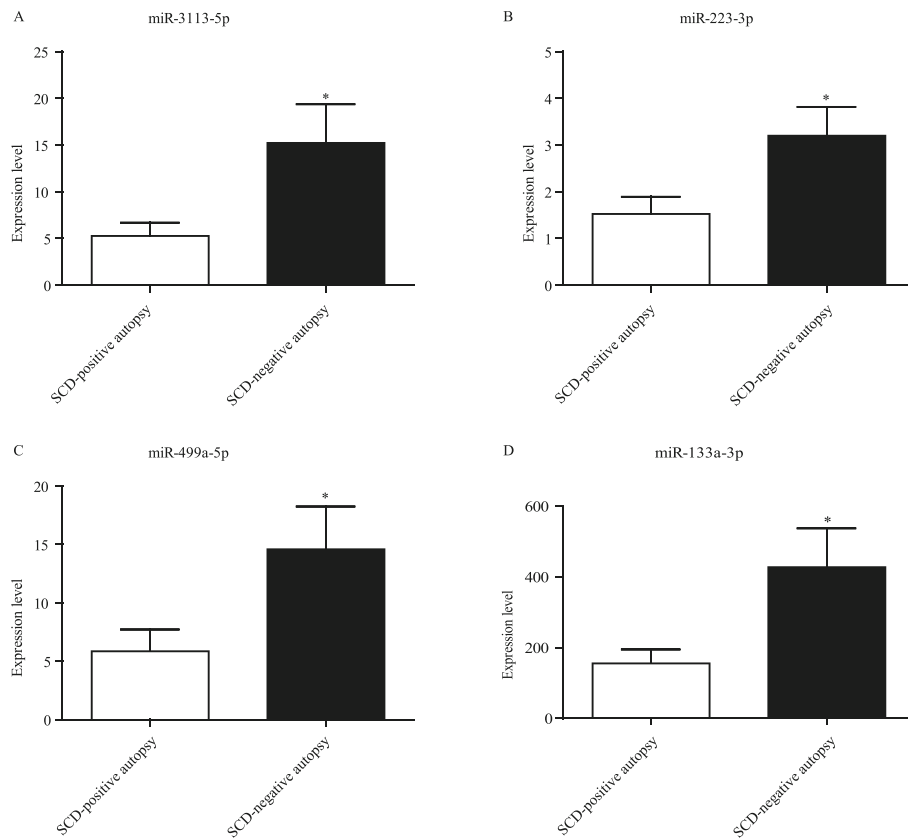 A
miR-3113-5p
25
20
15
10
5
0
Expression level
*
SCD-positive autopsy
SCD-negative autopsy
B
miR-223-3p
5
4
3
2
1
0
Expression level
*
SCD-positive autopsy
SCD-negative autopsy
C
miR-499a-5p
20
15
10
5
0
Expression level
*
SCD-positive autopsy
SCD-negative autopsy
D
miR-133a-3p
600
400
200
0
Expression level
*
SCD-positive autopsy
SCD-negative autopsy